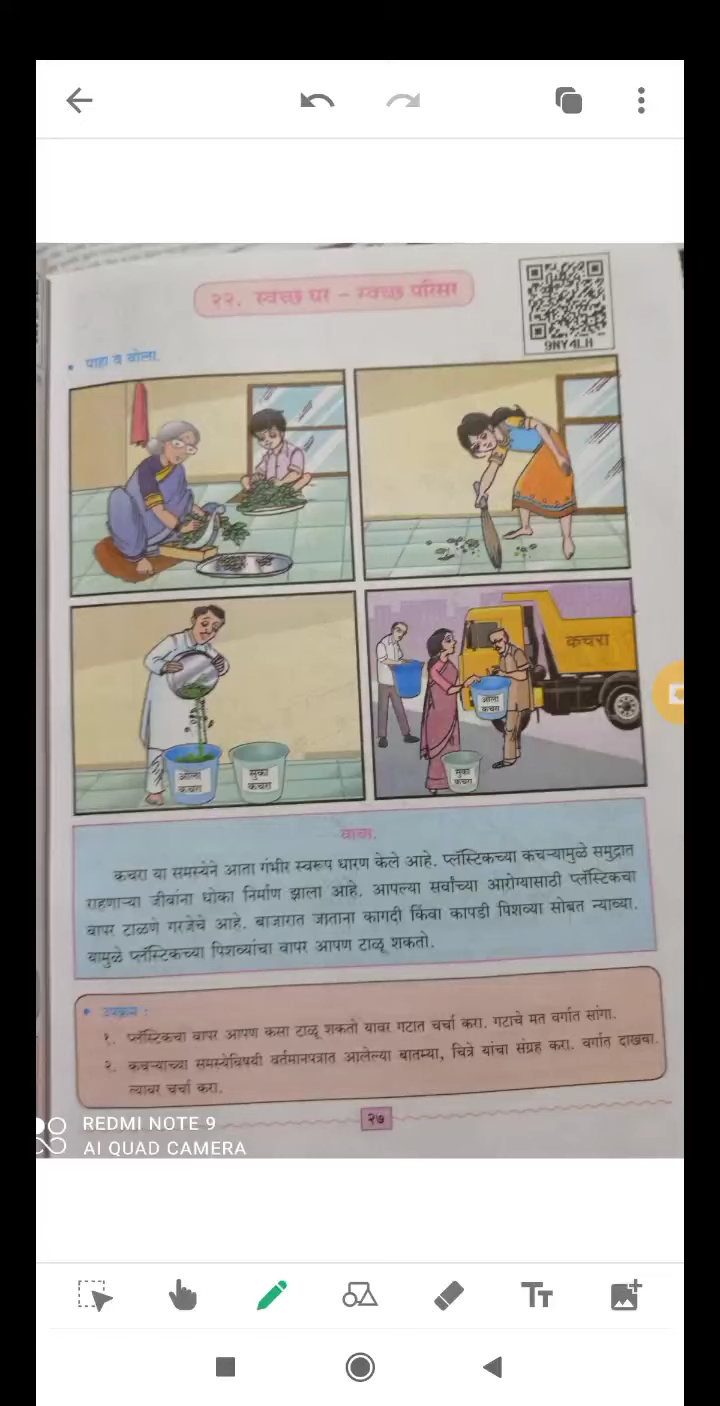 २२. स्वच्छ घर – स्वच्छ परिसर
9NY4LH
पाहा व बोला.
ओला
कचरा
सुका
कचरा
कचरा
ओला
कचरा
सुका
कचरा
वाचा.
कचरा या समस्येने आता गंभीर स्वरूप धारण केले आहे. प्लॅस्टिकच्या कचऱ्यामुळे समुद्रात
राहणाऱ्या जीवांना धोका निर्माण झाला आहे. आपल्या सर्वांच्या आरोग्यासाठी प्लॅस्टिकचा
वापर टाळणे गरजेचे आहे. बाजारात जाताना कागदी किंवा कापडी पिशव्या सोबत न्याव्या.
यामुळे प्लॅस्टिकच्या पिशव्यांचा वापर आपण टाळू शकतो.
उपक्रम :
१. प्लॅस्टिकचा वापर आपण कसा टाळू शकतो यावर गटात चर्चा करा. गटाचे मत वर्गात सांगा.
२. कचऱ्याच्या समस्येविषयी वर्तमानपत्रात आलेल्या बातम्या, चित्रे यांचा संग्रह करा. वर्गात दाखवा.
त्यावर चर्चा करा.
२७
REDMI NOTE 9
AI QUAD CAMERA
TT